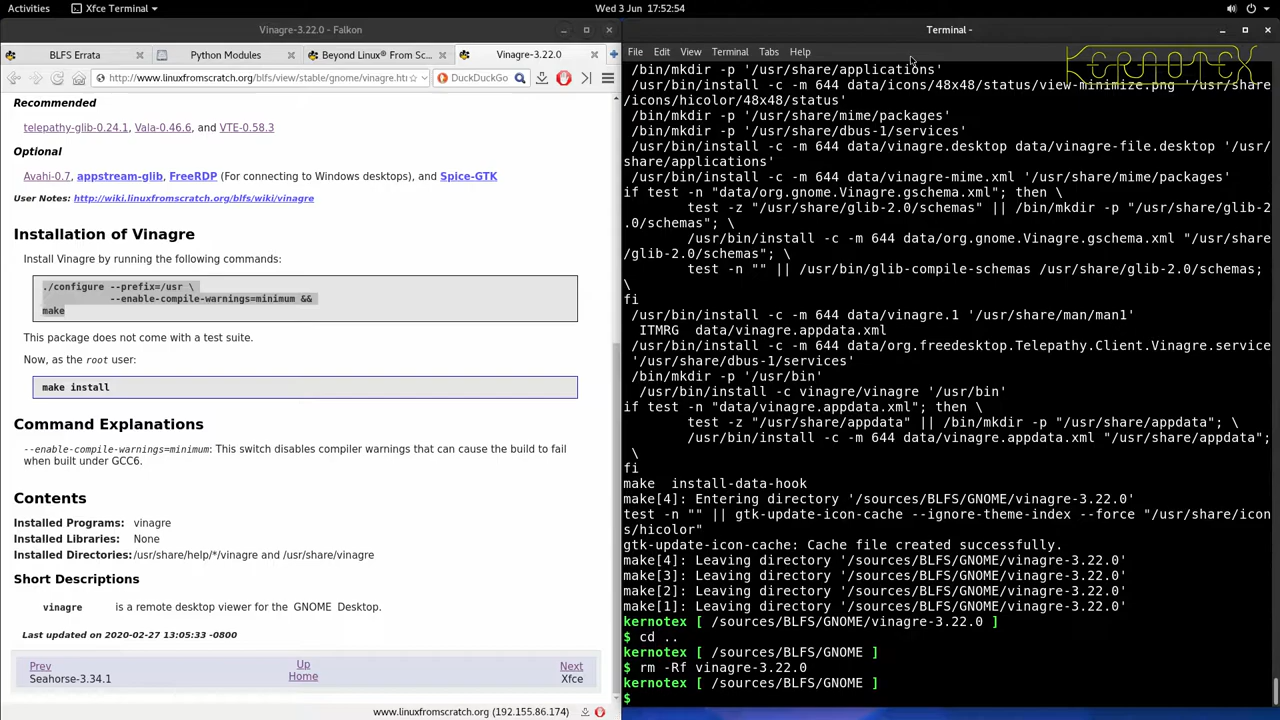 Activities
Xfce Terminal
Wed 3 Jun 17:52:54
Vinagre-3.22.0 - Falkon
BLFS Errata
Python Modules
Beyond Linux® From Sc...
Vinagre-3.22.0
http://www.linuxfromscratch.org/blfs/view/stable/gnome/vinagre.ht
DuckDuckGo
Recommended
telepathy-glib-0.24.1, Vala-0.46.6, and VTE-0.58.3
Optional
Avahi-0.7, appstream-glib, FreeRDP (For connecting to Windows desktops), and Spice-GTK
User Notes: http://wiki.linuxfromscratch.org/blfs/wiki/vinagre
Installation of Vinagre
Install Vinagre by running the following commands:
./configure --prefix=/usr \
--enable-compile-warnings=minimum &&
make
This package does not come with a test suite.
Now, as the root user:
make install
Command Explanations
--enable-compile-warnings=minimum: This switch disables compiler warnings that can cause the build to fail
when built under GCC6.
Contents
Installed Programs: vinagre
Installed Libraries: None
Installed Directories: /usr/share/help/*/vinagre and /usr/share/vinagre
Short Descriptions
vinagre is a remote desktop viewer for the GNOME Desktop.
Last updated on 2020-02-27 13:05:33 -0800
Prev
Seahorse-3.34.1
Up
Home
Next
Xfce
www.linuxfromscratch.org (192.155.86.174)
Terminal -
File Edit View Terminal Tabs Help
KERNOTEX
/bin/mkdir -p '/usr/share/applications'
/usr/bin/install -c -m 644 data/icons/48x48/status/view-minimize.png '/usr/share
/icons/hicolor/48x48/status'
/bin/mkdir -p '/usr/share/mime/packages'
/bin/mkdir -p '/usr/share/dbus-1/services'
/usr/bin/install -c -m 644 data/vinagre.desktop data/vinagre-file.desktop '/usr/
share/applications'
/usr/bin/install -c -m 644 data/vinagre-mime.xml '/usr/share/mime/packages'
if test -n "data/org.gnome.Vinagre.gschema.xml"; then \
test -z "/usr/share/glib-2.0/schemas" || /bin/mkdir -p "/usr/share/glib-2
.0/schemas"; \
/usr/bin/install -c -m 644 data/org.gnome.Vinagre.gschema.xml "/usr/share
/glib-2.0/schemas"; \
test -n "" || /usr/bin/glib-compile-schemas /usr/share/glib-2.0/schemas;
\
fi
/usr/bin/install -c -m 644 data/vinagre.1 '/usr/share/man/man1'
ITMRG data/vinagre.appdata.xml
/usr/bin/install -c -m 644 data/org.freedesktop.Telepathy.Client.Vinagre.service
'/usr/share/dbus-1/services'
/bin/mkdir -p '/usr/bin'
/usr/bin/install -c vinagre/vinagre '/usr/bin'
if test -n "data/vinagre.appdata.xml"; then \
test -z "/usr/share/appdata" || /bin/mkdir -p "/usr/share/appdata"; \
/usr/bin/install -c -m 644 data/vinagre.appdata.xml "/usr/share/appdata";
\
fi
make install-data-hook
make[4]: Entering directory '/sources/BLFS/GNOME/vinagre-3.22.0'
test -n "" || gtk-update-icon-cache --ignore-theme-index --force "/usr/share/icon
s/hicolor"
gtk-update-icon-cache: Cache file created successfully.
make[4]: Leaving directory '/sources/BLFS/GNOME/vinagre-3.22.0'
make[3]: Leaving directory '/sources/BLFS/GNOME/vinagre-3.22.0'
make[2]: Leaving directory '/sources/BLFS/GNOME/vinagre-3.22.0'
make[1]: Leaving directory '/sources/BLFS/GNOME/vinagre-3.22.0'
kernotex [ /sources/BLFS/GNOME/vinagre-3.22.0 ]
$ cd ..
kernotex [ /sources/BLFS/GNOME ]
$ rm -Rf vinagre-3.22.0
kernotex [ /sources/BLFS/GNOME ]
$